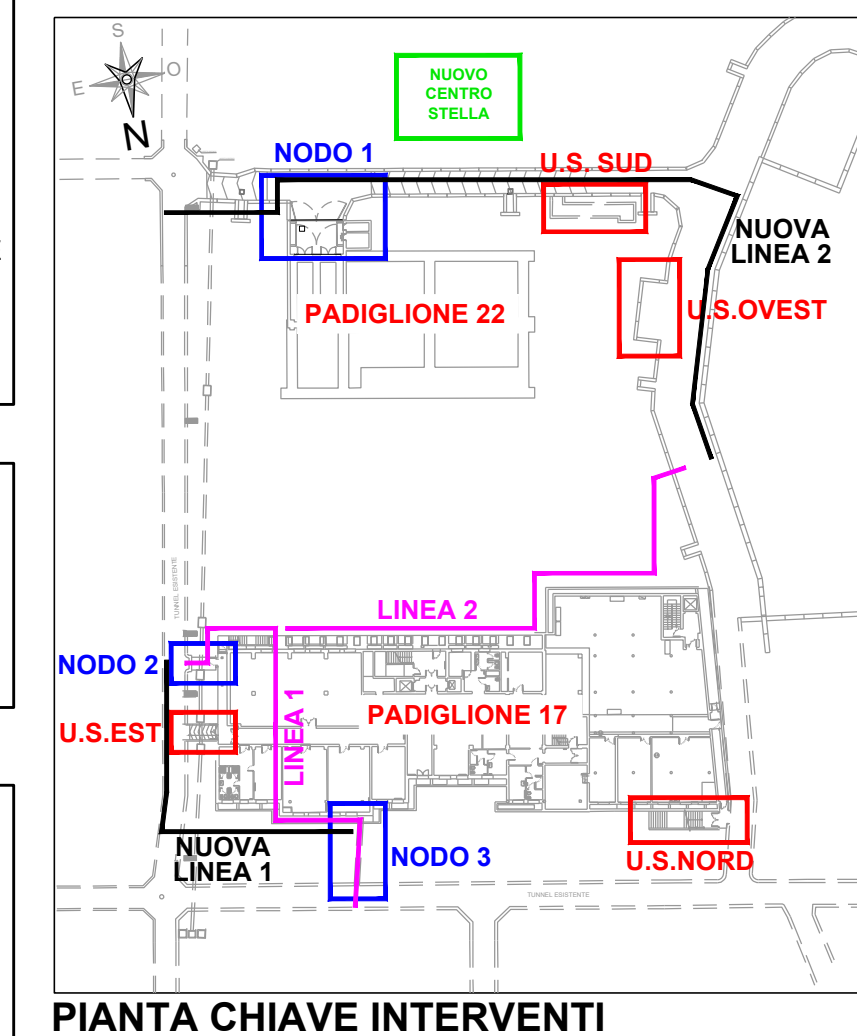 S
E
O
N
NUOVO
CENTRO
STELLA
NODO 1
U.S. SUD
NUOVA
LINEA 2
U.S.OVEST
PADIGLIONE 22
TUNNEL ESISTENTE
LINEA 2
NODO 2
LINEA 1
PADIGLIONE 17
U.S.EST
NUOVA
LINEA 1
NODO 3
U.S.NORD
TUNNEL ESISTENTE
PIANTA CHIAVE INTERVENTI